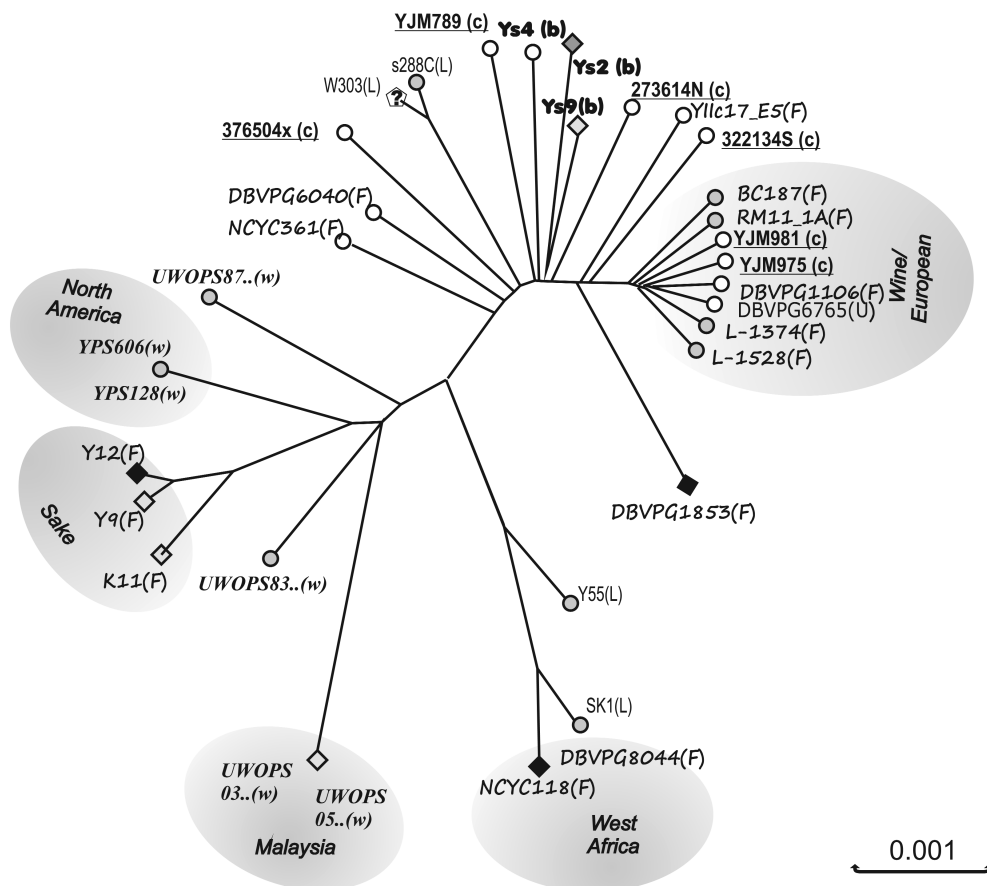 YJM789 (c)
Ys4 (b)
s288C(L)
Ys2 (b)
W303(L)
?
273614N (c)
Ys9(b)
YIIc17_E5(F)
376504x (c)
322134S (c)
DBVPG6040(F)
BC187(F)
NCYC361(F)
RM11_1A(F)
YJM981 (c)
YJM975 (c)
Wine/
European
UWOPS87..(w)
DBVPG1106(F)
North
America
DBVPG6765(U)
L-1374(F)
YPS606(w)
L-1528(F)
YPS128(w)
Y12(F)
Sake
Y9(F)
DBVPG1853(F)
K11(F)
UWOPS83..(w)
Y55(L)
SK1(L)
DBVPG8044(F)
UWOPS
03..(w)
NCYC118(F)
UWOPS
05..(w)
Malaysia
West
Africa
0.001